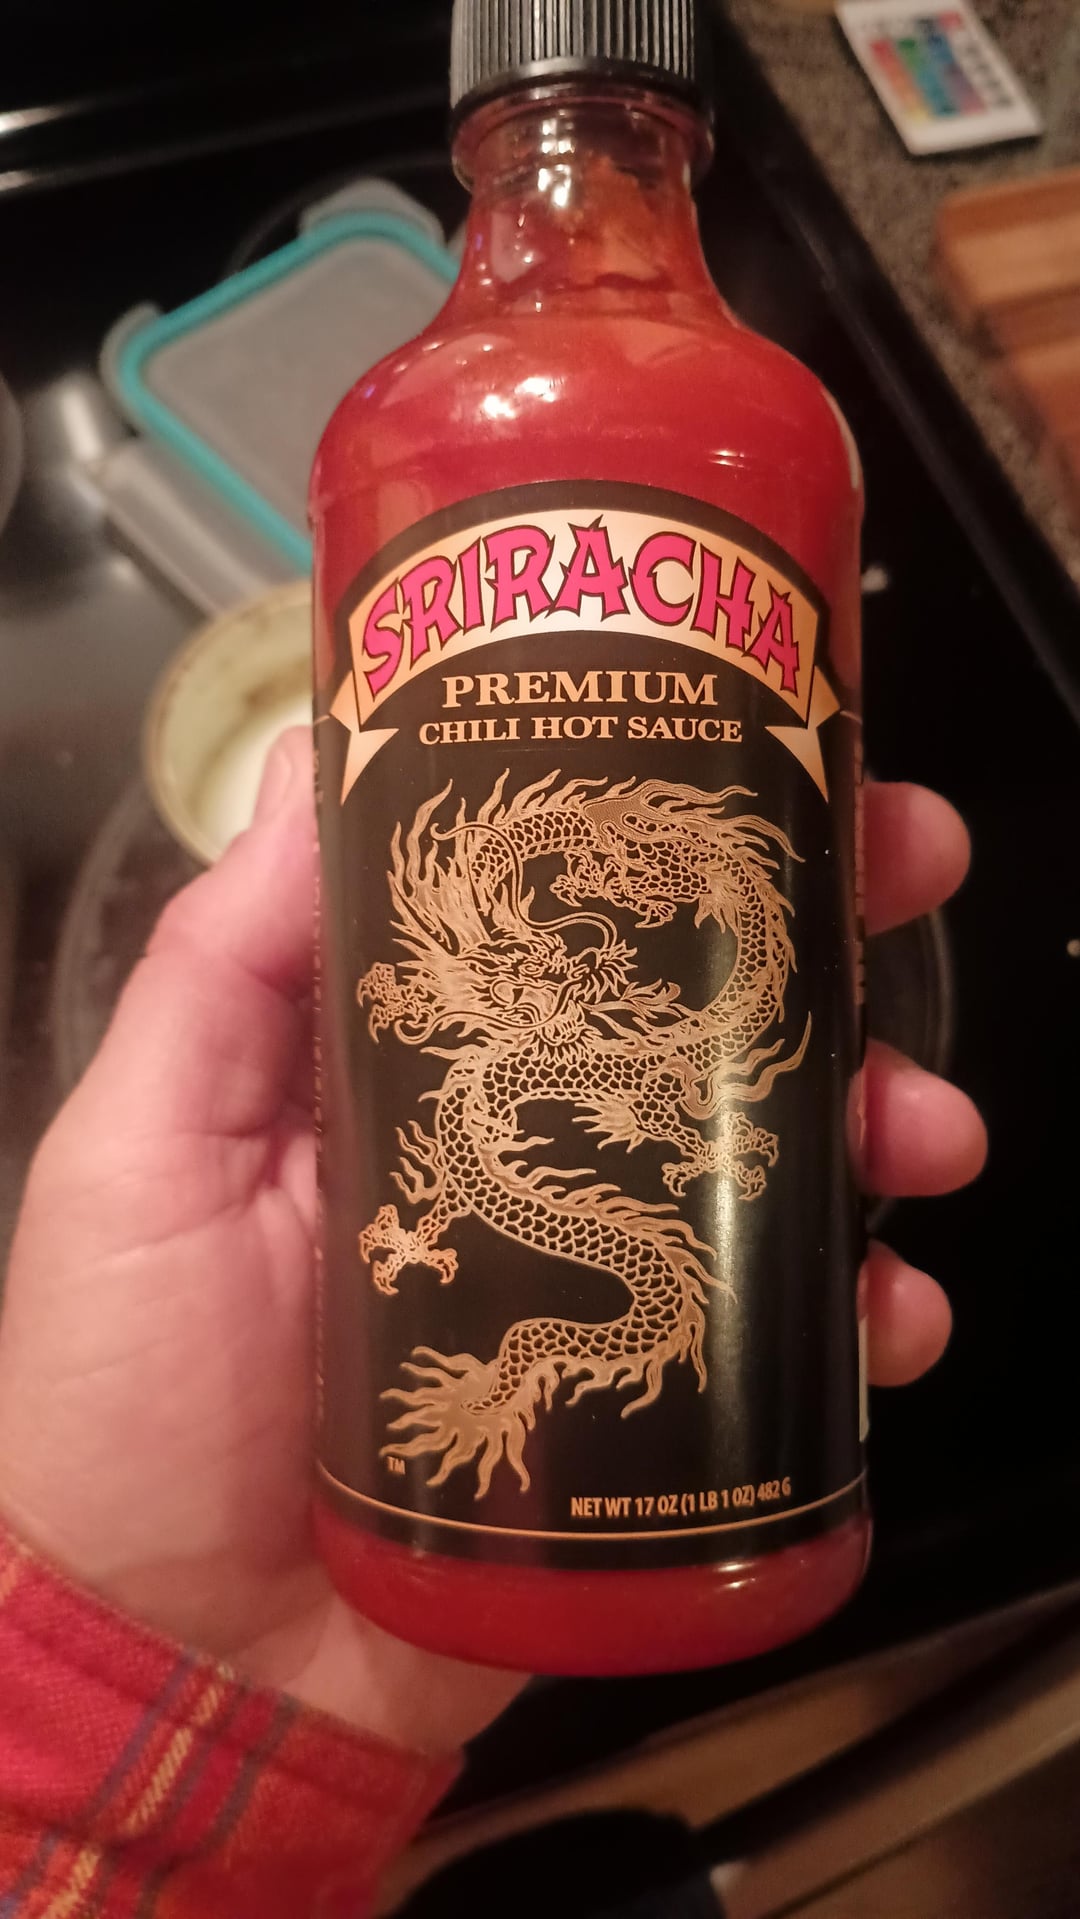 SRIRACHA
PREMIUM
CHILI HOT SAUCE
TM
NET WT 17 OZ (1 LB 1 OZ) 482 G